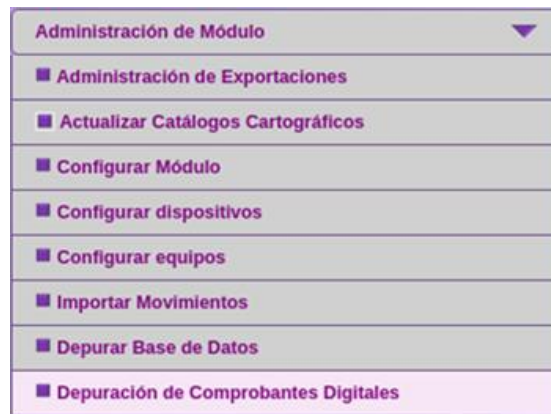 Administración de Módulo
Administración de Exportaciones
Actualizar Catálogos Cartográficos
Configurar Módulo
Configurar dispositivos
Configurar equipos
Importar Movimientos
Depurar Base de Datos
Depuración de Comprobantes Digitales